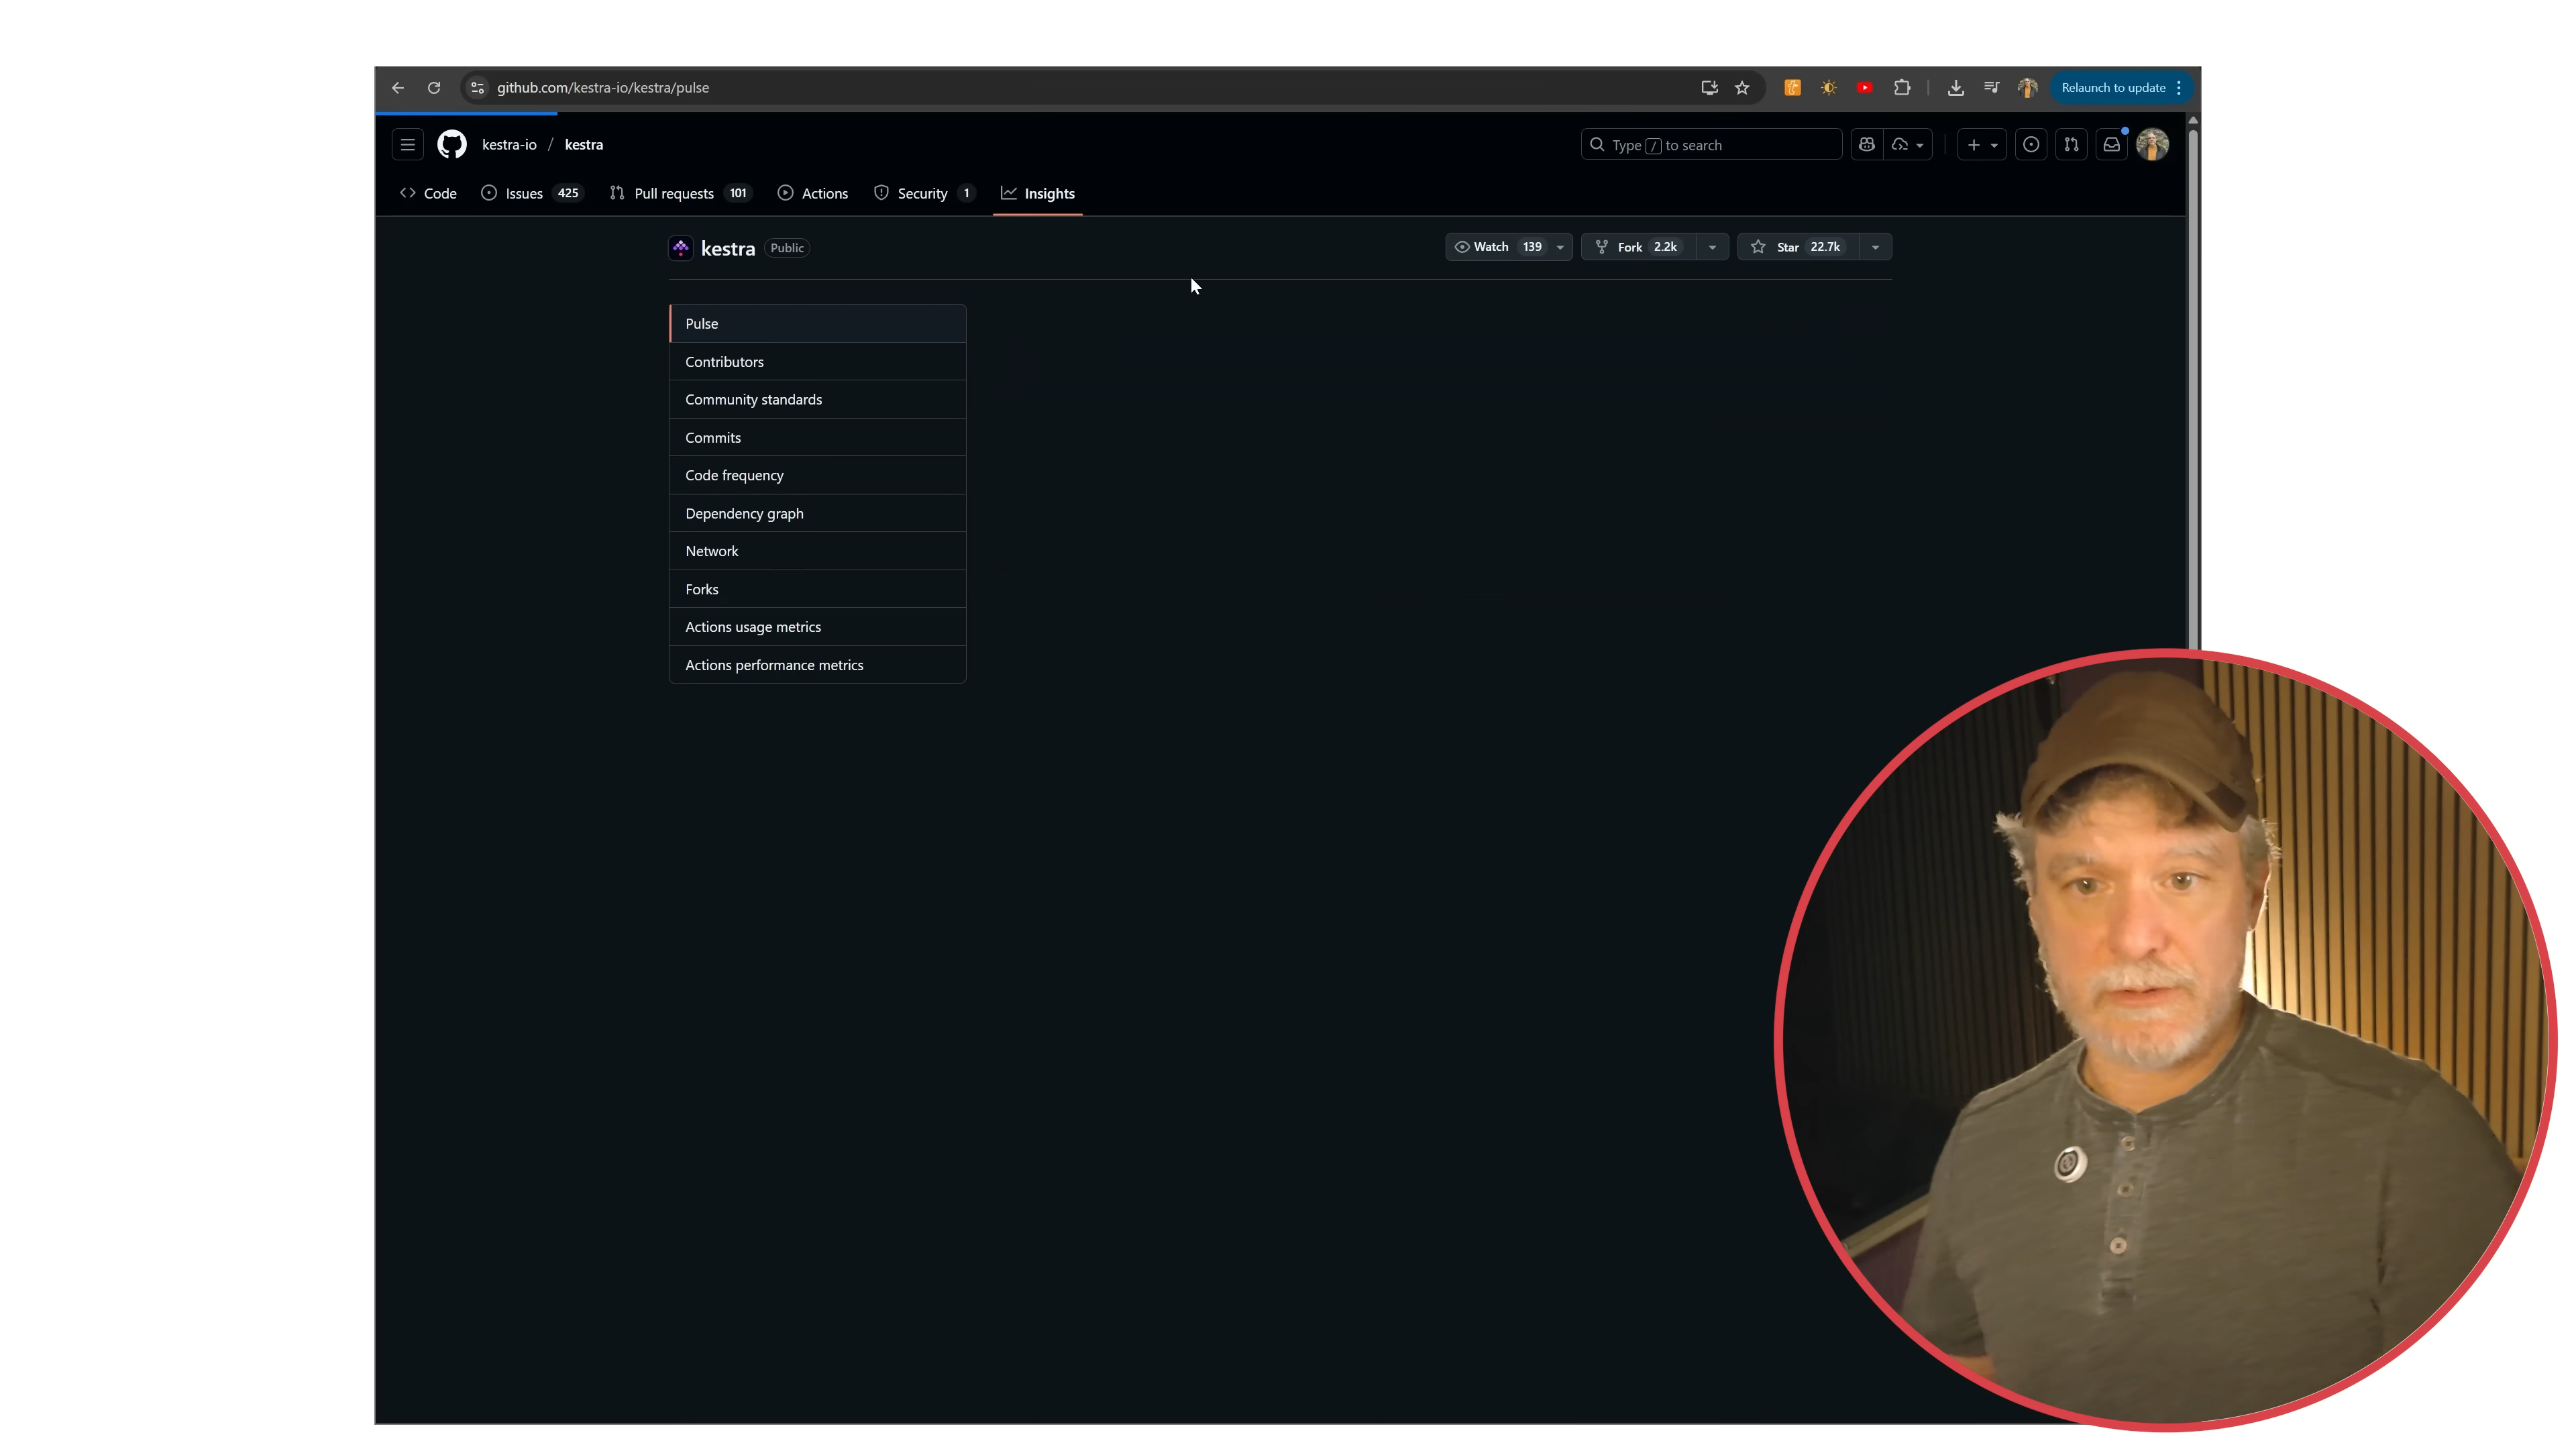 github.com/kestra-io/kestra/pulse
Relaunch to update
kestra-io / kestra
Type / to search
Code
Issues 425
Pull requests 101
Actions
Security 1
Insights
kestra Public
Watch 139
Fork 2.2k
Star 22.7k
Pulse
Contributors
Community standards
Commits
Code frequency
Dependency graph
Network
Forks
Actions usage metrics
Actions performance metrics